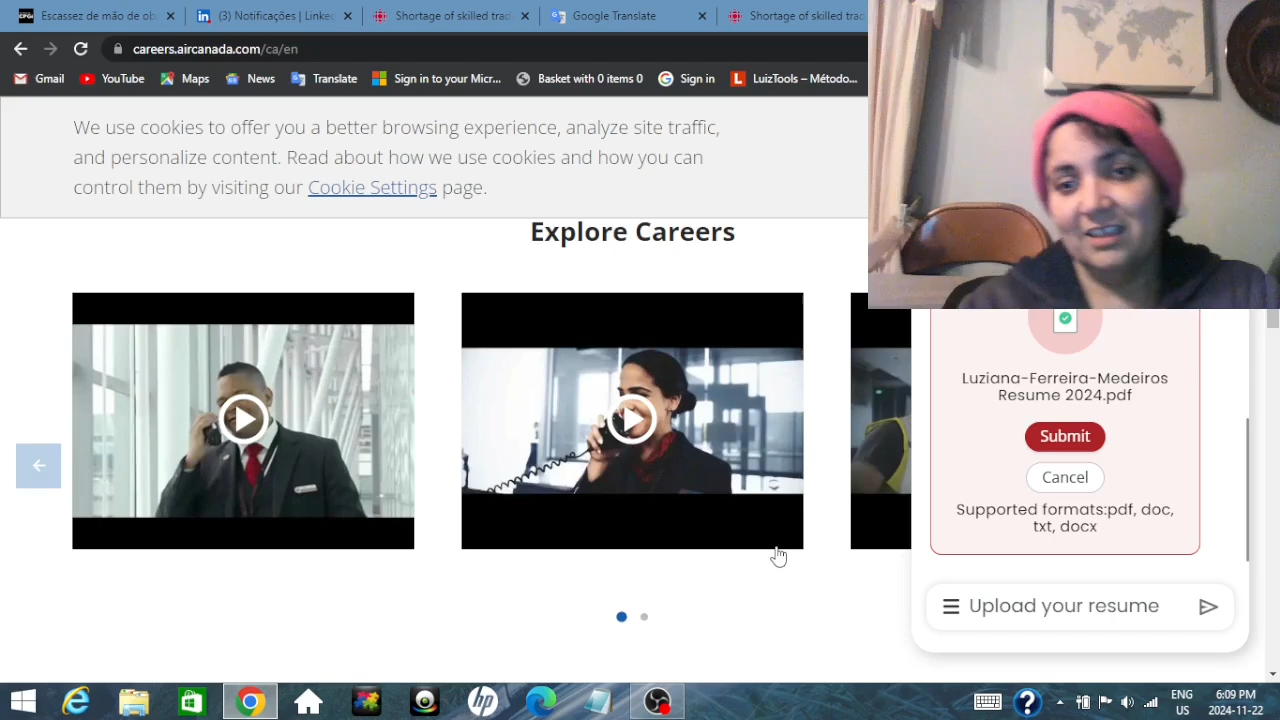 Escassez de mão de ob
(3) Notificações | Linke
Shortage of skilled trad
Google Translate
Shortage of skilled trad
careers.aircanada.com/ca/en
Gmail
YouTube
Maps
News
Translate
Sign in to your Micr...
Basket with 0 items 0
Sign in
LuizTools – Método...
We use cookies to offer you a better browsing experience, analyze site traffic,
and personalize content. Read about how we use cookies and how you can
control them by visiting our Cookie Settings page.
Explore Careers
Luziana-Ferreira-Medeiros
Resume 2024.pdf
Submit
Cancel
Supported formats:pdf, doc,
txt, docx
Upload your resume
ENG
US
6:09 PM
2024-11-22